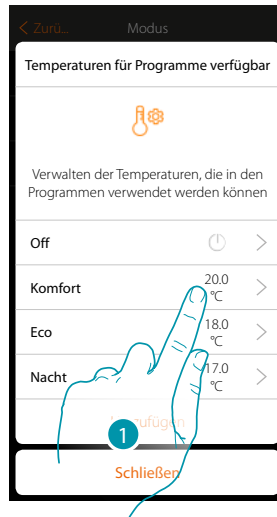 Zurü... Modus
Temperaturen für Programme verfügbar
Verwalten der Temperaturen, die in den
Programmen verwendet werden können
Off
Komfort 20.0 °C
Eco 18.0 °C
Nacht 17.0 °C
1
Schließen